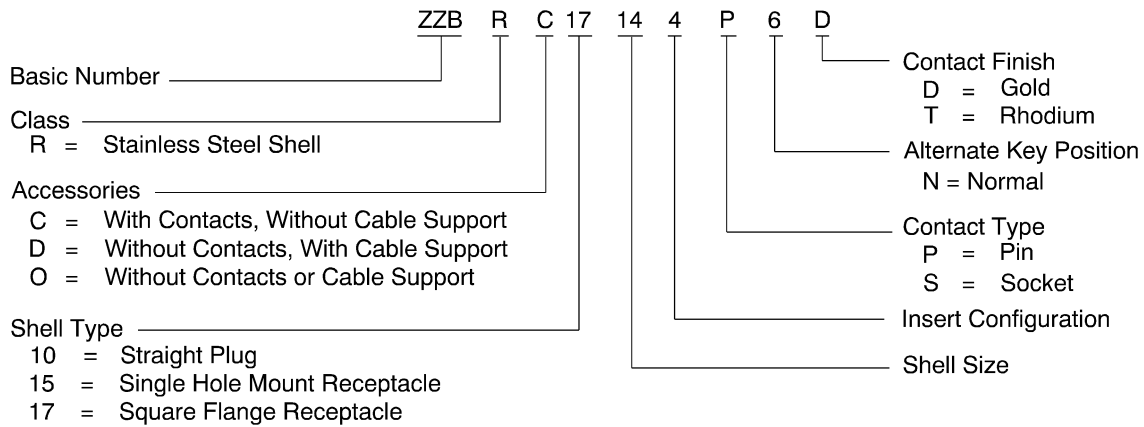 ZZB R C 17 14 4 P 6 D
Basic Number
Class
R = Stainless Steel Shell
Accessories
C = With Contacts, Without Cable Support
D = Without Contacts, With Cable Support
O = Without Contacts or Cable Support
Shell Type
10 = Straight Plug
15 = Single Hole Mount Receptacle
17 = Square Flange Receptacle
Contact Finish
D = Gold
T = Rhodium
Alternate Key Position
N = Normal
Contact Type
P = Pin
S = Socket
Insert Configuration
Shell Size